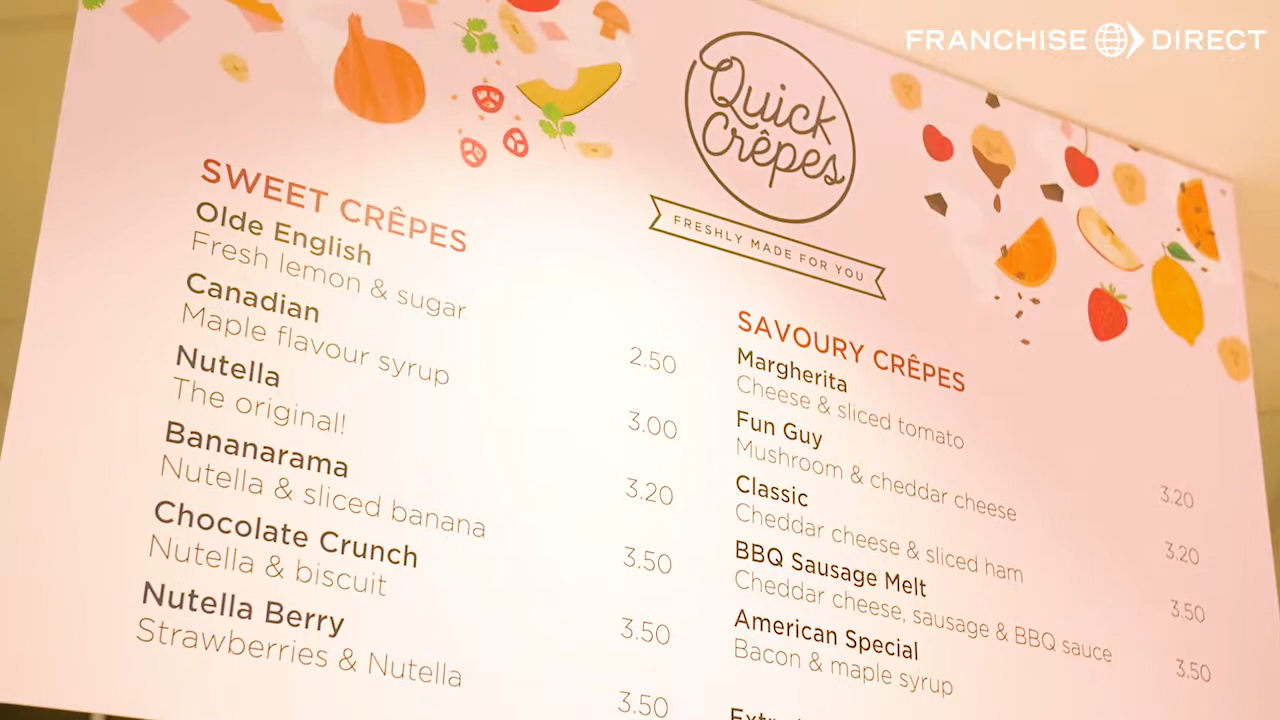 FRANCHISE DIRECT
Quick
Crêpes
FRESHLY MADE FOR YOU
SWEET CRÊPES
Olde English
Fresh lemon & sugar
2.50
Canadian
Maple flavour syrup
3.00
Nutella
The original!
3.20
Bananarama
Nutella & sliced banana
3.50
Chocolate Crunch
Nutella & biscuit
3.50
Nutella Berry
Strawberries & Nutella
3.50
SAVOURY CRÊPES
Margherita
Cheese & sliced tomato
3.20
Fun Guy
Mushroom & cheddar cheese
3.20
Classic
Cheddar cheese & sliced ham
3.50
BBQ Sausage Melt
Cheddar cheese, sausage & BBQ sauce
3.50
American Special
Bacon & maple syrup